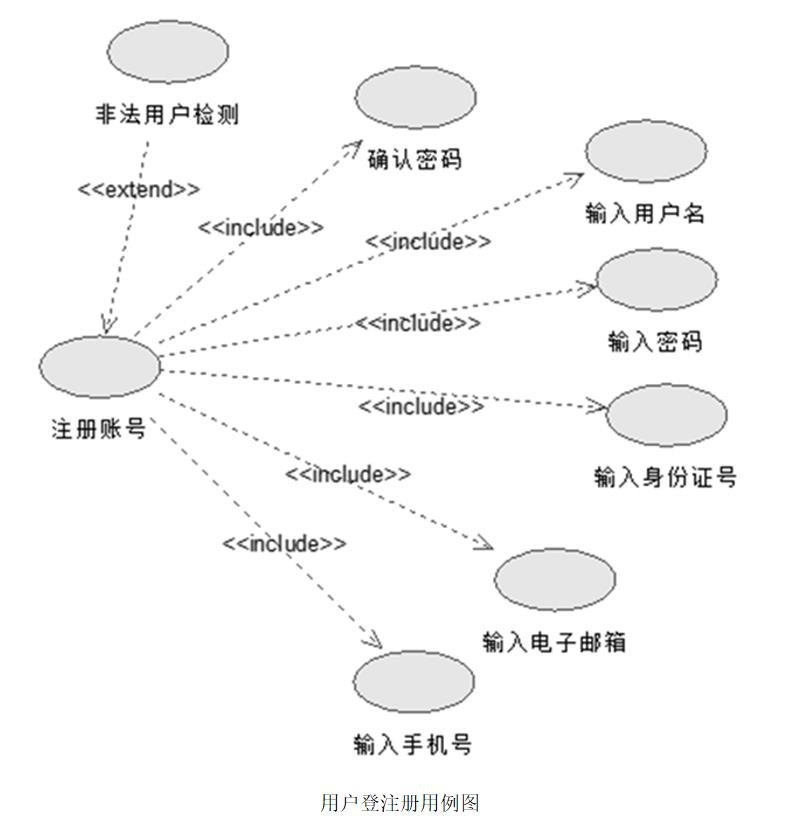 非法用户检测
确认密码
<<extend>>
输入用户名
<<include>>
<<include>>
<<include>>
输入密码
<<include>>
注册账号
输入身份证号
<<include>>
<<include>>
输入电子邮箱
输入手机号
用户登注册用例图